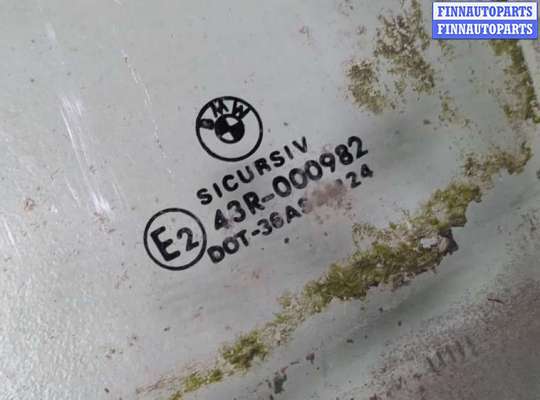 FINNAUTOPARTS
FINNAUTOPARTS
BMW
SICURSIV
E2
43R-000982